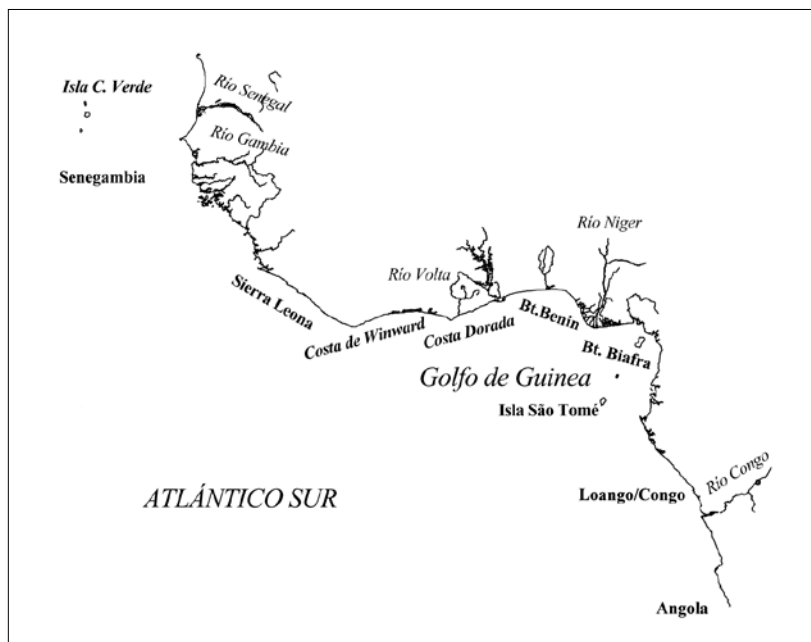 Isla C. Verde
Río Senegal
Río Gambia
Senegambia
Río Niger
Río Volta
Sierra Leona
Costa de Winward
Costa Dorada
Bt.Benin
Bt. Biafra
Golfo de Guinea
Isla São Tomé
Río Congo
Loango/Congo
ATLÁNTICO SUR
Angola